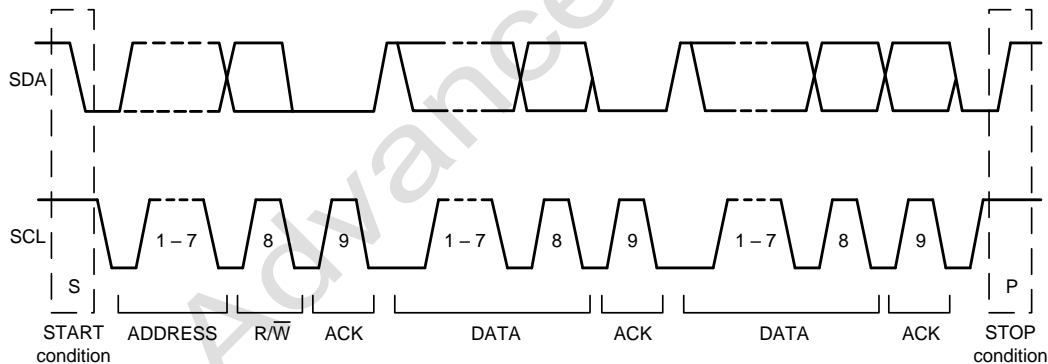 Advance
SDA
SCL
1 – 7
8
9
1 – 7
8
9
1 – 7
8
9
S
P
START
condition
ADDRESS
R/W̅
ACK
DATA
ACK
DATA
ACK
STOP
condition